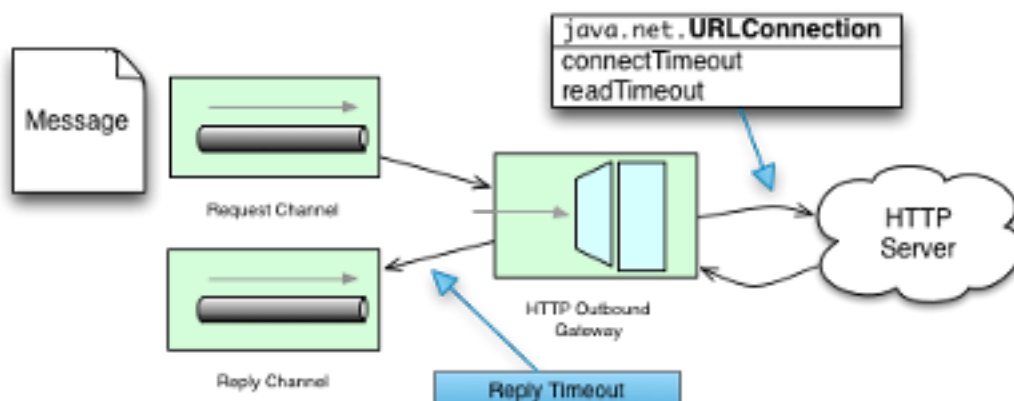 java.net.URLConnection
connectTimeout
readTimeout
Message
Request Channel
HTTP
Server
HTTP Outbound
Gateway
Reply Channel
Reply Timeout